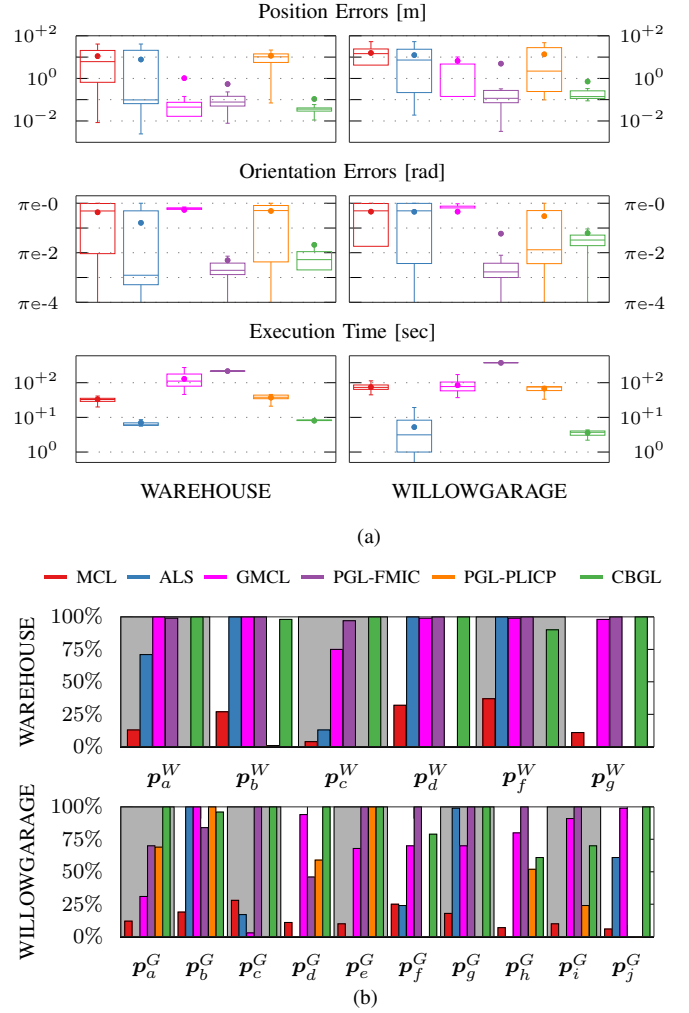 Position Errors [m]
10^{+2} 10^{+2}
10^{0} 10^{0}
10^{-2} 10^{-2}
Orientation Errors [rad]
πe-0 πe-0
πe-2 πe-2
πe-4 πe-4
Execution Time [sec]
10^{+2} 10^{+2}
10^{+1} 10^{+1}
10^{0} 10^{0}
WAREHOUSE WILLOWGARAGE
(a)
MCL ALS GMCL PGL-FMIC PGL-PLICP CBGL
WAREHOUSE
100%
75%
50%
25%
0%
p_a^W p_b^W p_c^W p_d^W p_f^W p_g^W
WILLOWGARAGE
100%
75%
50%
25%
0%
p_a^G p_b^G p_c^G p_d^G p_e^G p_f^G p_g^G p_h^G p_i^G p_j^G
(b)